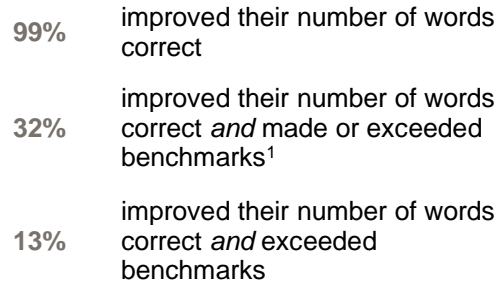 99% improved their number of words
correct
improved their number of words
32% correct and made or exceeded
benchmarks¹
improved their number of words
13% correct and exceeded
benchmarks